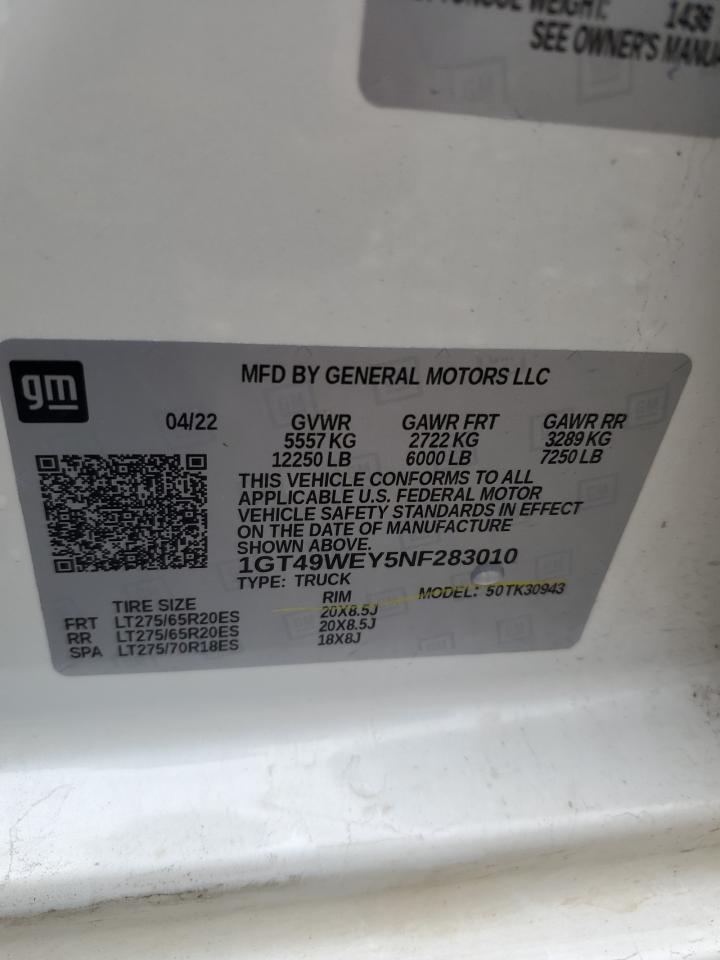 WEIGHT: 1436
SEE OWNER'S
gm
MFD BY GENERAL MOTORS LLC
04/22 GVWR GAWR FRT GAWR RR
5557 KG 2722 KG 3289 KG
12250 LB 6000 LB 7250 LB
THIS VEHICLE CONFORMS TO ALL
APPLICABLE U.S. FEDERAL MOTOR
VEHICLE SAFETY STANDARDS IN EFFECT
ON THE DATE OF MANUFACTURE
SHOWN ABOVE.
1GT49WEY5NF283010
TYPE: TRUCK MODEL: 50TK30943
TIRE SIZE RIM
FRT LT275/65R20ES 20X8.5J
RR LT275/65R20ES 20X8.5J
SPA LT275/70R18ES 18X8J